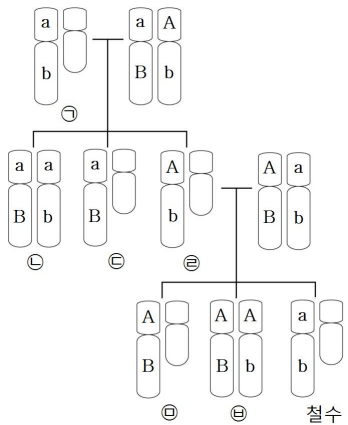 a a A
b B b
㉠
a a a A A a
B b B b B b
㉡ ㉢ ㉣
A A A a
B B b b
㉤ ㉥ 철수